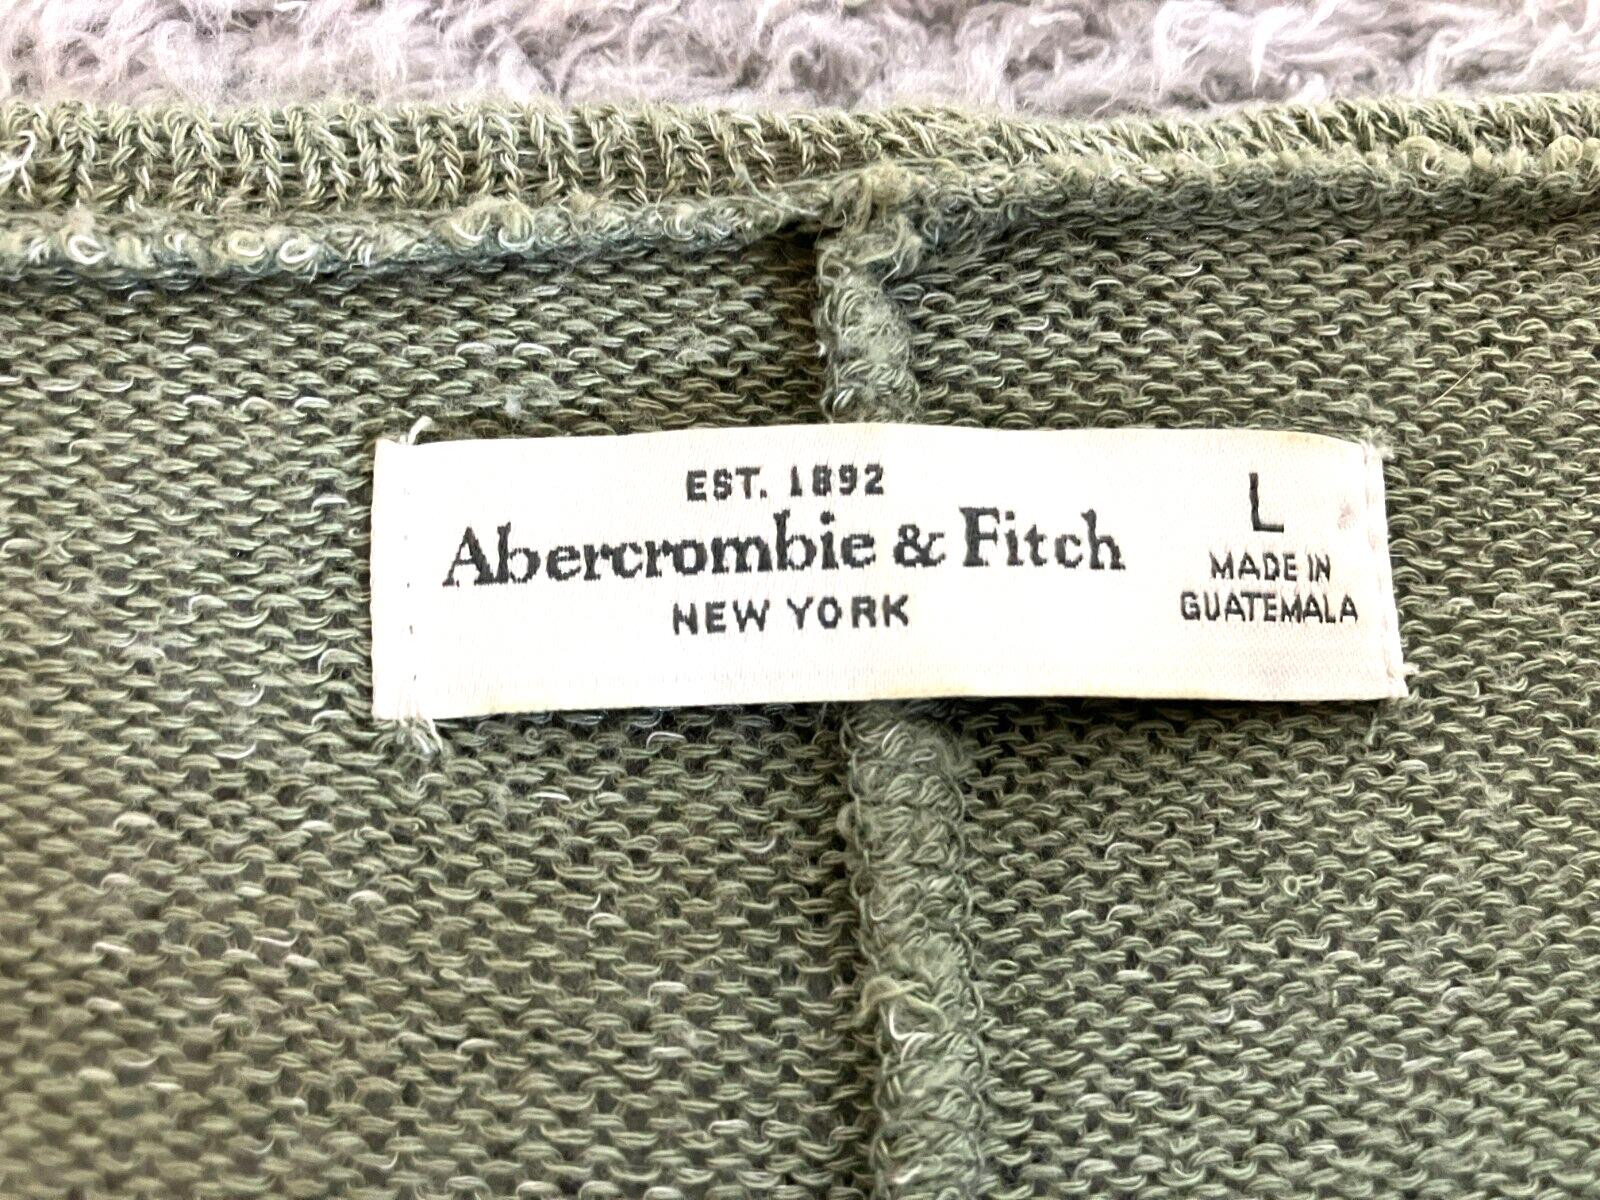 EST. 1892
Abercrombie & Fitch
NEW YORK
L
MADE IN
GUATEMALA